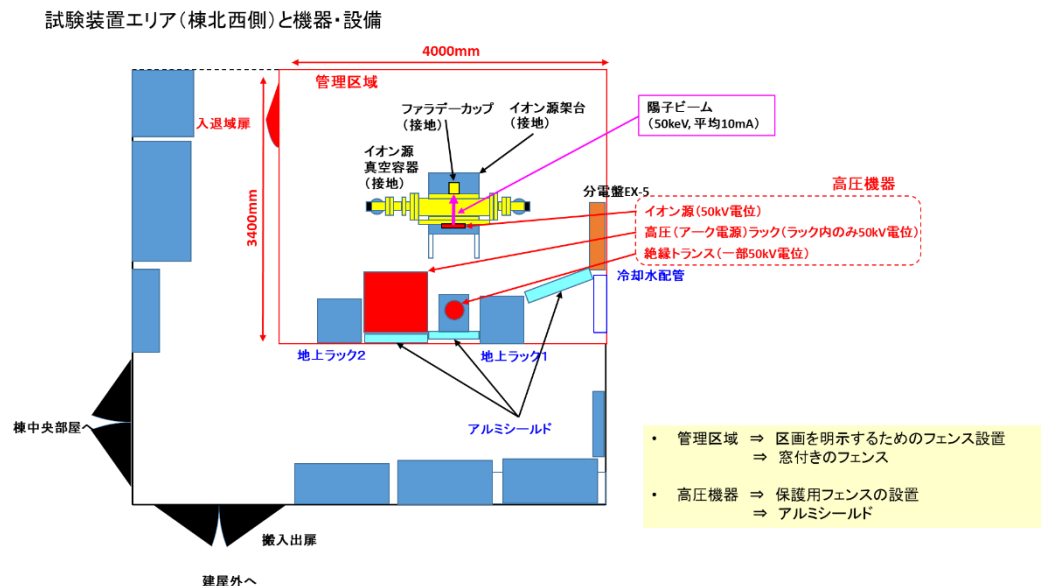 試験装置エリア(棟北西側)と機器・設備
4000mm
管理区域
入退域扉
ファラデーカップ
(接地)
イオン源架台
(接地)
陽子ビーム
(50keV, 平均10mA)
イオン源
真空容器
(接地)
3400mm
分電盤EX-5
高圧機器
イオン源(50kV電位)
高圧(アーク電源)ラック(ラック内のみ50kV電位)
絶縁トランス(一部50kV電位)
冷却水配管
地上ラック2
地上ラック1
アルミシールド
棟中央部屋へ
搬入出扉
建屋外へ
• 管理区域 ⇒ 区画を明示するためのフェンス設置
⇒ 窓付きのフェンス
• 高圧機器 ⇒ 保護用フェンスの設置
⇒ アルミシールド